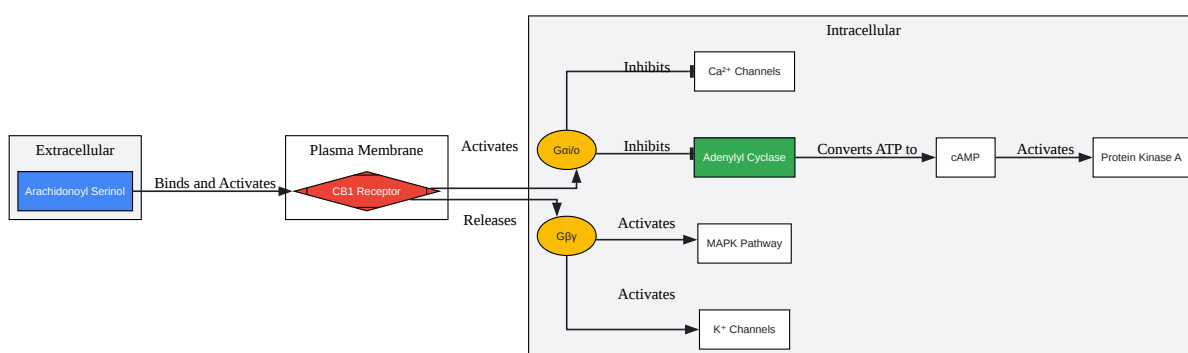 Intracellular
Inhibits
Ca²⁺ Channels
Extracellular
Arachidonoyl Serinol
Binds and Activates
Plasma Membrane
CB1 Receptor
Activates
Releases
Gαi/o
Inhibits
Adenylyl Cyclase
Converts ATP to
cAMP
Activates
Protein Kinase A
Gβγ
Activates
MAPK Pathway
Activates
K⁺ Channels